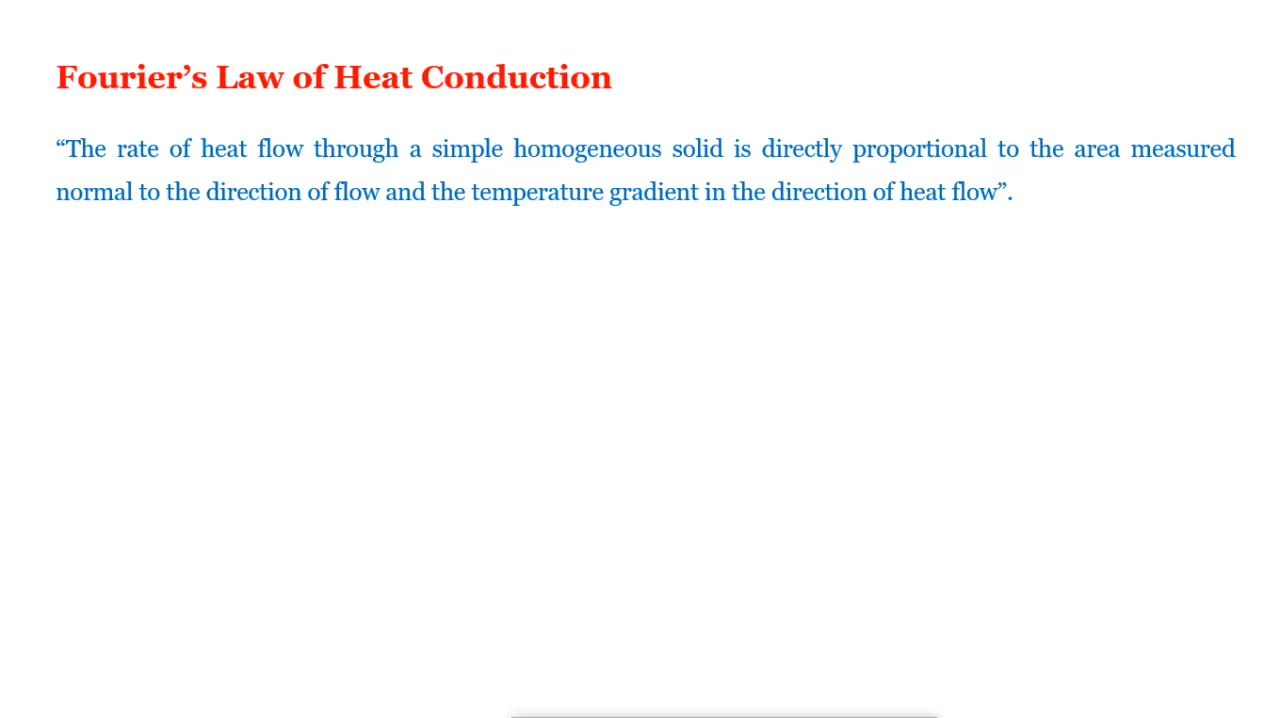 Fourier’s Law of Heat Conduction
“The rate of heat flow through a simple homogeneous solid is directly proportional to the area measured
normal to the direction of flow and the temperature gradient in the direction of heat flow”.